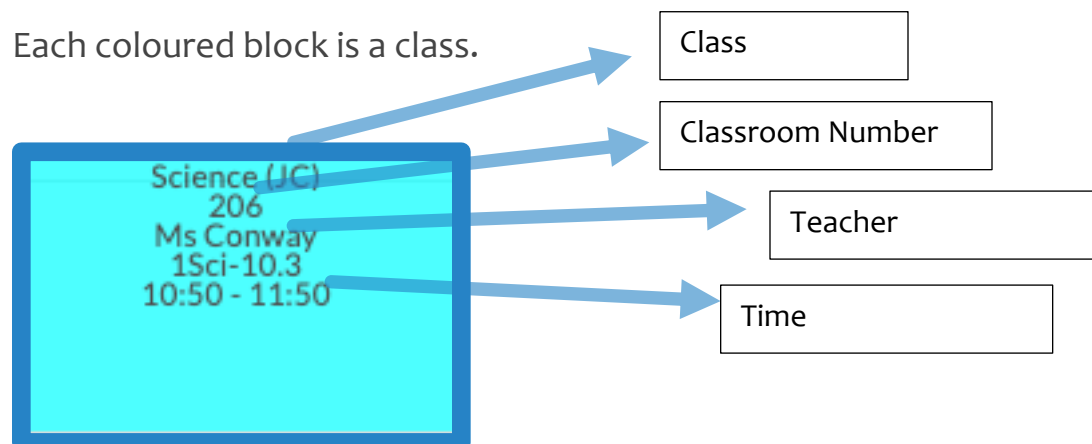 Each coloured block is a class.
Class
Classroom Number
Science (JC)
206
Ms Conway
1Sci-10.3
10:50 - 11:50
Teacher
Time